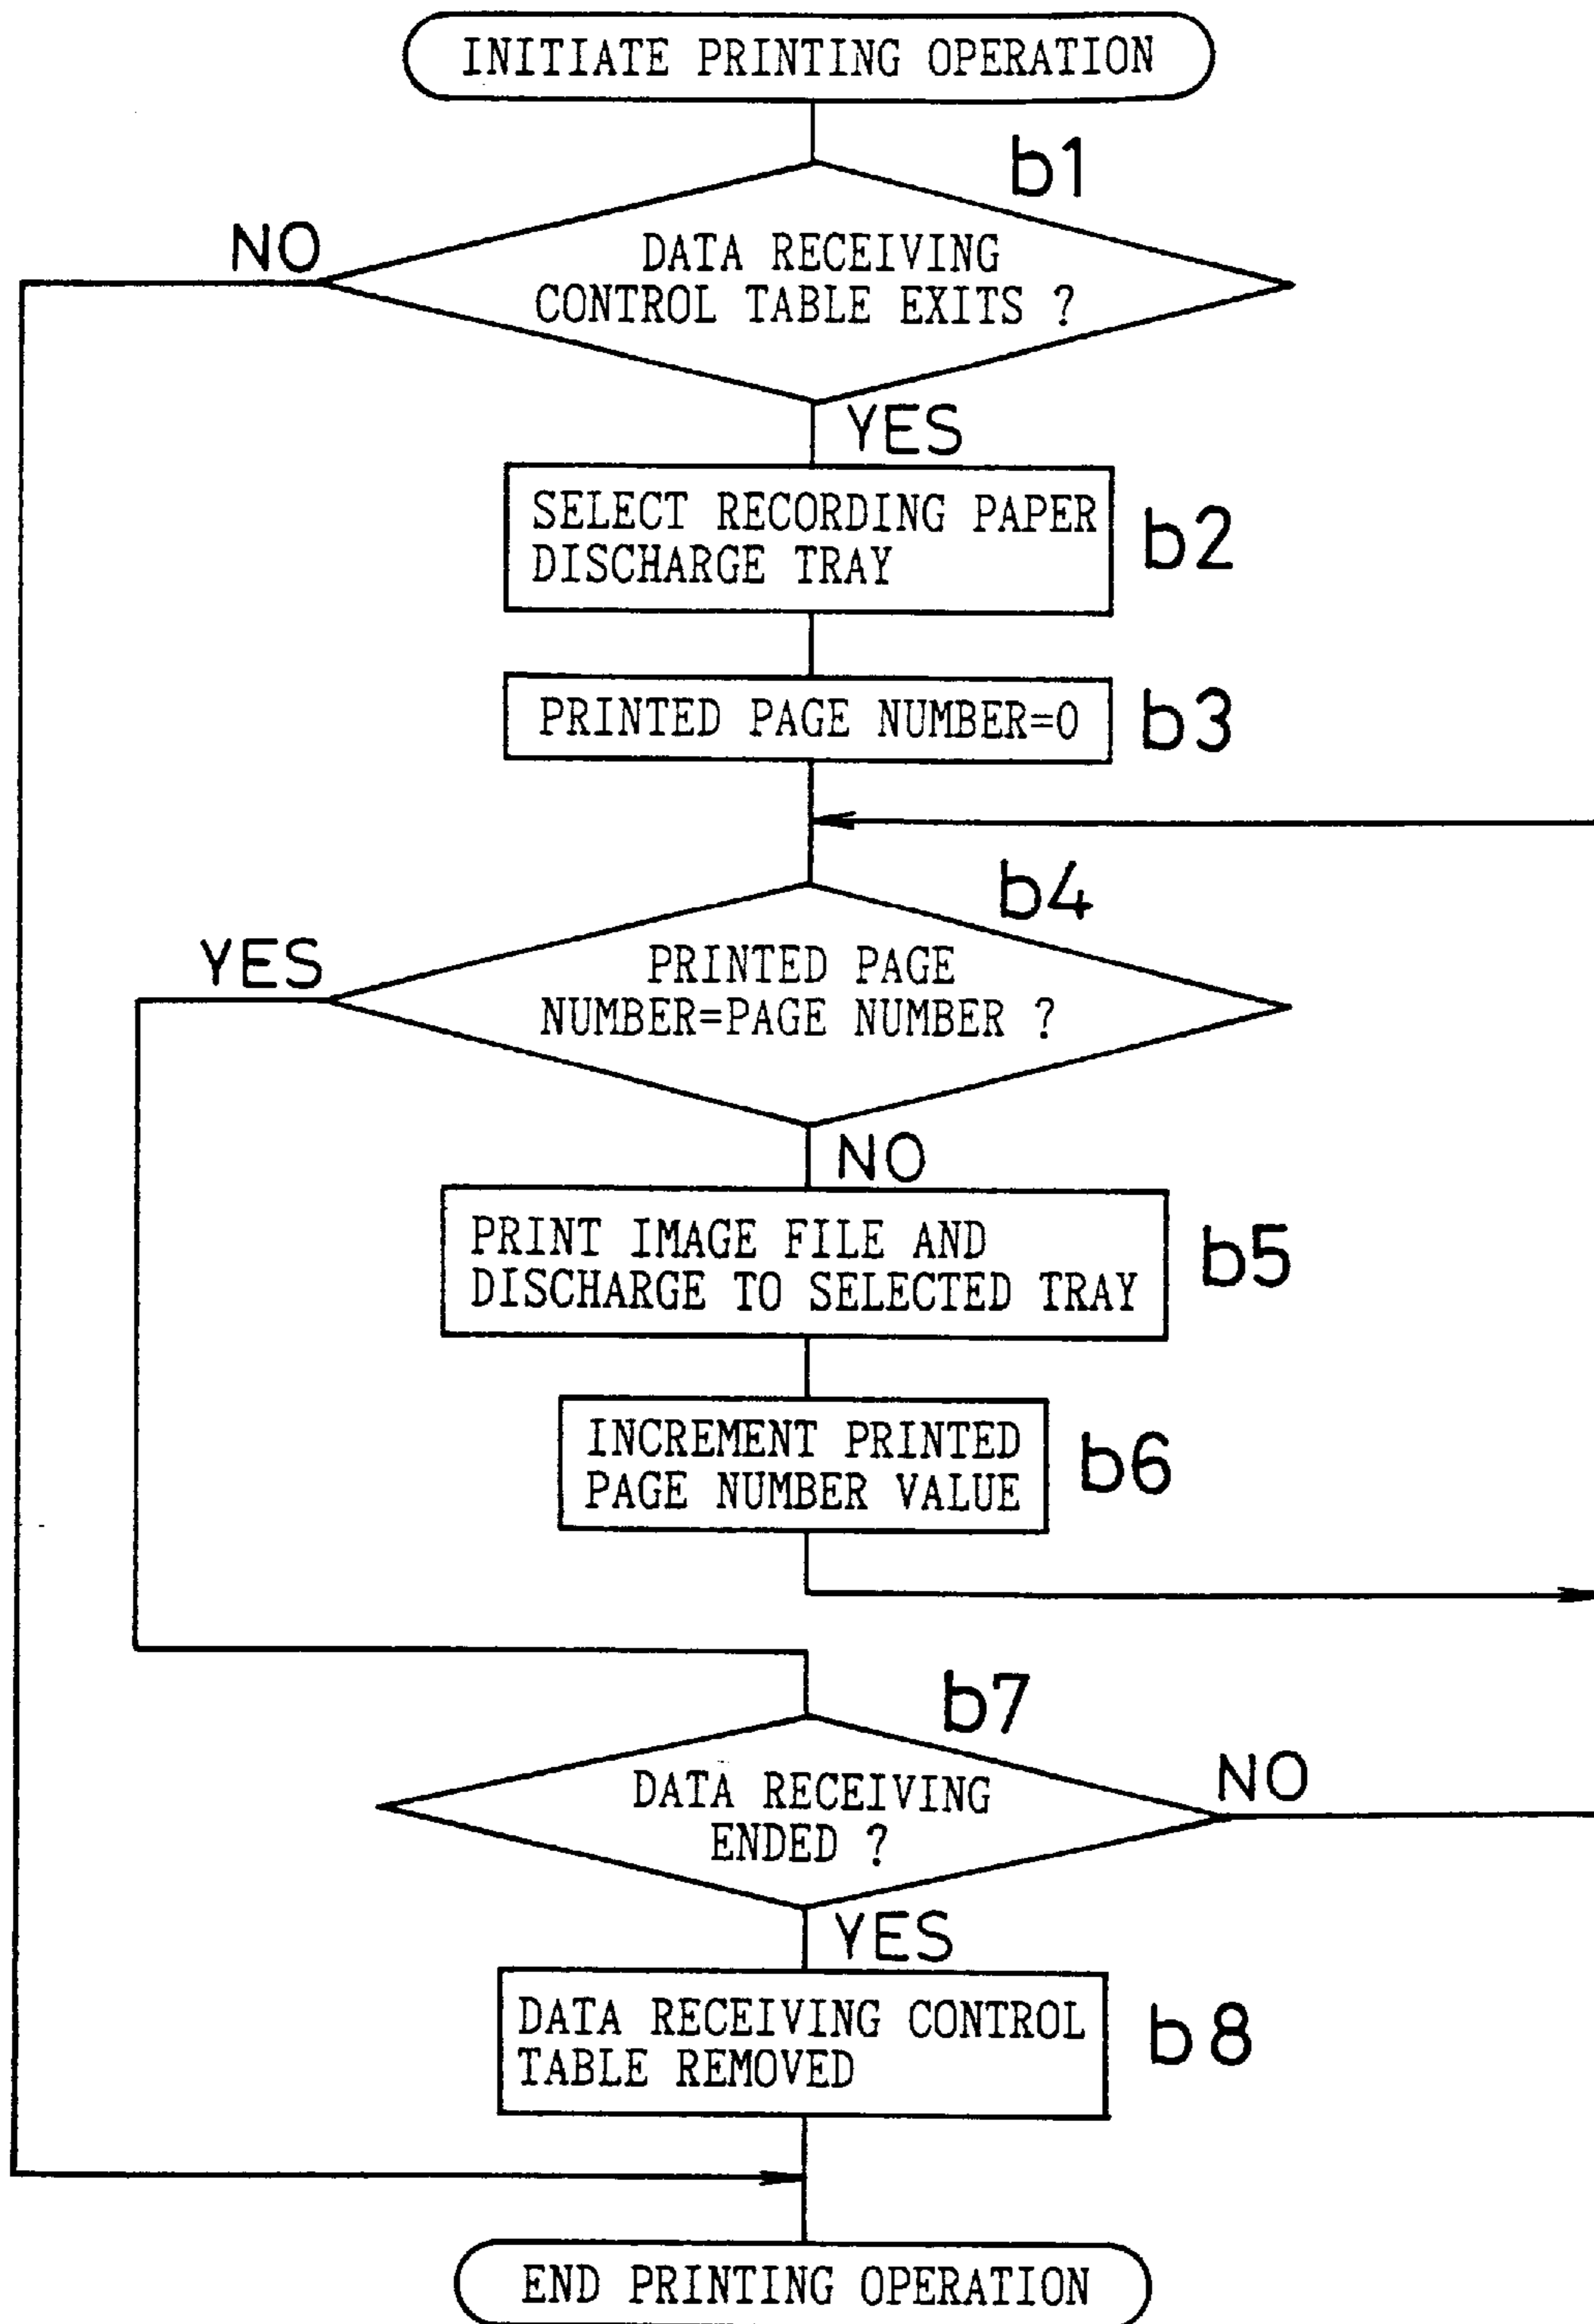 INITIATE PRINTING OPERATION
b1
NO
DATA RECEIVING
CONTROL TABLE EXITS ?
YES
SELECT RECORDING PAPER
DISCHARGE TRAY
b2
PRINTED PAGE NUMBER=0
b3
b4
YES
PRINTED PAGE
NUMBER=PAGE NUMBER ?
NO
PRINT IMAGE FILE AND
DISCHARGE TO SELECTED TRAY
b5
INCREMENT PRINTED
PAGE NUMBER VALUE
b6
b7
NO
DATA RECEIVING
ENDED ?
YES
DATA RECEIVING CONTROL
TABLE REMOVED
b8
END PRINTING OPERATION